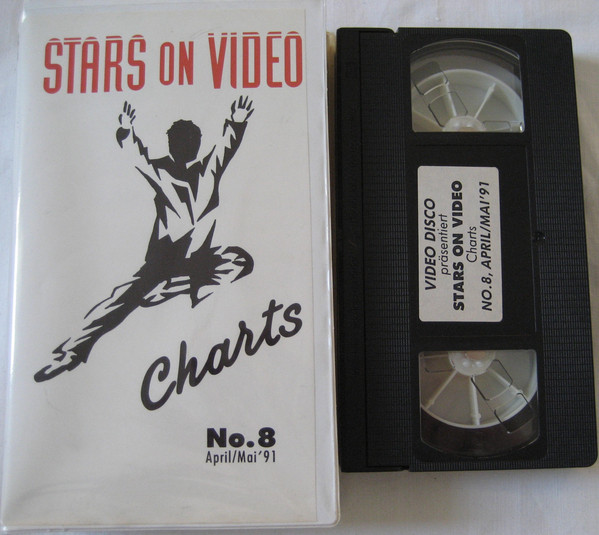 STARS ON VIDEO
Charts
No.8
April/Mai'91
VIDEO DISCO
präsentiert
STARS ON VIDEO
Charts
NO.8, APRIL/MAI'91